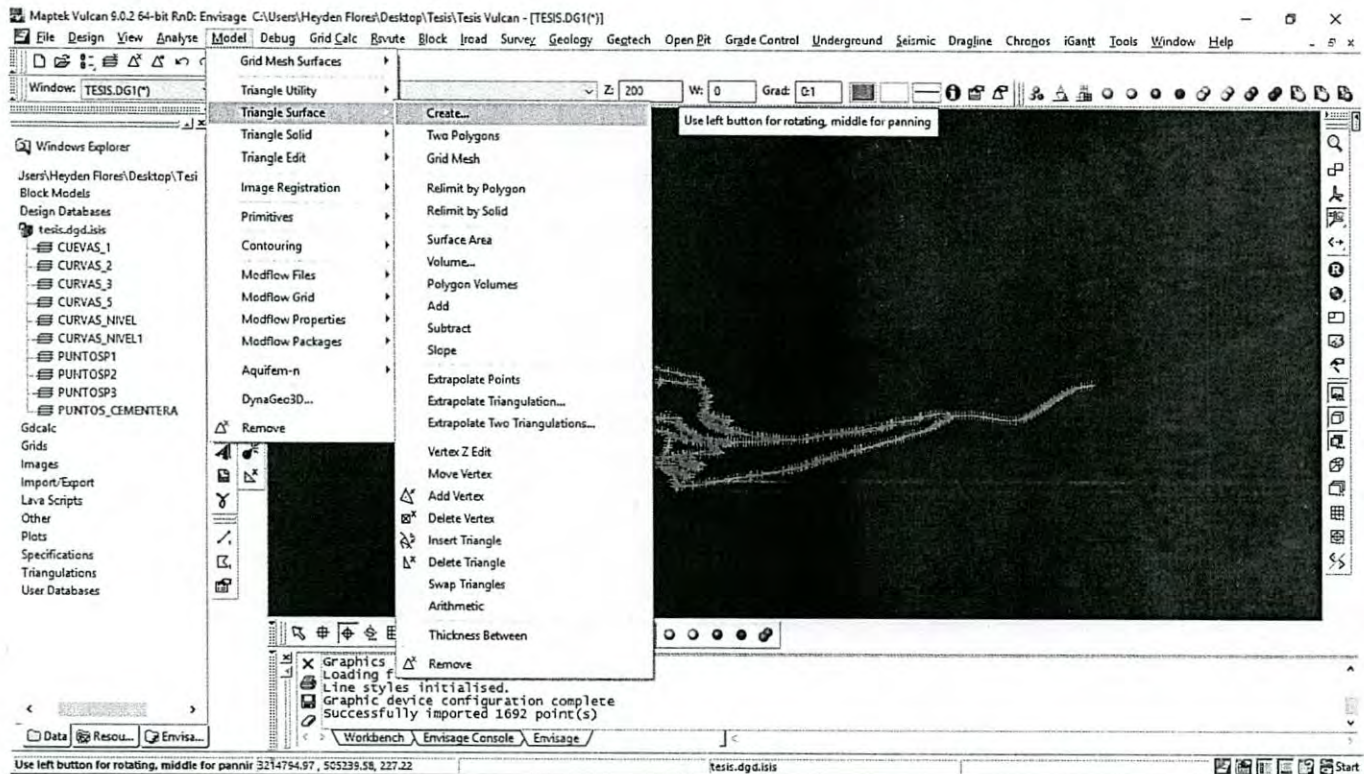 Maptek Vulcan 9.0.2 64-bit RnD: Envisage C:\Users\Heyden Flores\Desktop\Tesis\Tesis Vulcan - [TESIS.DG1(*)]
File Design View Analyse Model Debug Grid Calc Rsvute Block Iroad Survey Geology Geotech Open Pit Grade Control Underground Seismic Dragline Chronos iGantt Tools Window Help
Window: TESIS.DG1(*)
Z: 200 W: 0 Grad: 0:1
Use left button for rotating, middle for panning
Windows Explorer
Jsers\Heyden Flores\Desktop\Tesi
Block Models
Design Databases
tesis.dgd.isis
CUEVAS_1
CURVAS_2
CURVAS_3
CURVAS_5
CURVAS_NIVEL
CURVAS_NIVEL1
PUNTOSP1
PUNTOSP2
PUNTOSP3
PUNTOS_CEMENTERA
Gdcalc
Grids
Images
Import/Export
Lava Scripts
Other
Plots
Specifications
Triangulations
User Databases
Data Resou... Envisa...
Grid Mesh Surfaces
Triangle Utility
Triangle Surface
Triangle Solid
Triangle Edit
Image Registration
Primitives
Contouring
Modflow Files
Modflow Grid
Modflow Properties
Modflow Packages
Aquifem-n
DynaGeo3D...
Remove
Create...
Two Polygons
Grid Mesh
Relimit by Polygon
Relimit by Solid
Surface Area
Volume...
Polygon Volumes
Add
Subtract
Slope
Extrapolate Points
Extrapolate Triangulation...
Extrapolate Two Triangulations...
Vertex Z Edit
Move Vertex
Add Vertex
Delete Vertex
Insert Triangle
Delete Triangle
Swap Triangles
Arithmetic
Thickness Between
Remove
Graphics
Loading f
Line styles initialised.
Graphic device configuration complete
Successfully imported 1692 point(s)
Workbench Envisage Console Envisage
Use left button for rotating, middle for pannir 3214794.97 , 505239.58, 227.22 tesis.dgd.isis Start